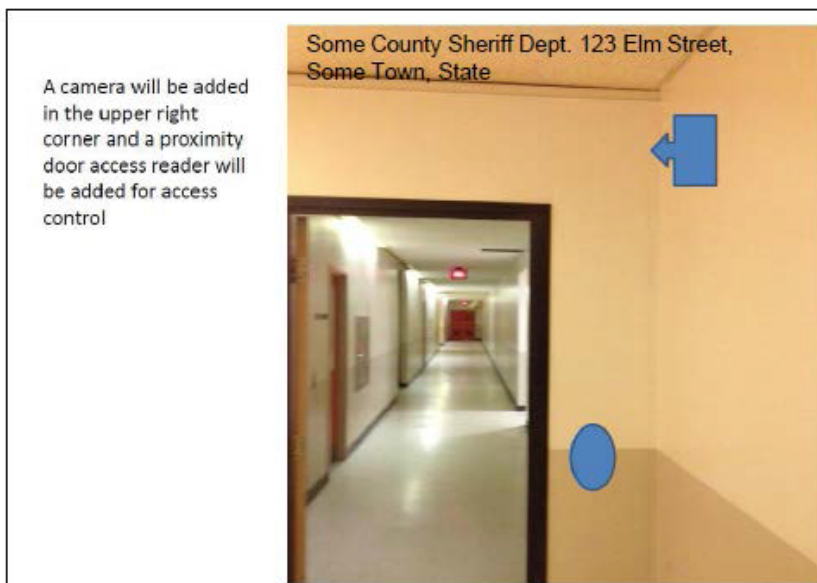 A camera will be added
in the upper right
corner and a proximity
door access reader will
be added for access
control
Some County Sheriff Dept. 123 Elm Street,
Some Town, State